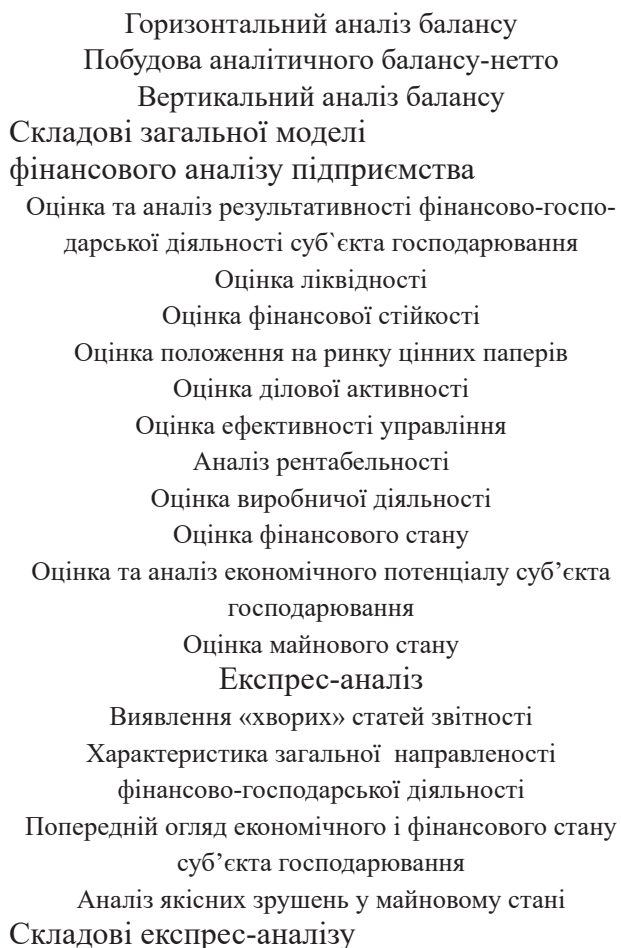 Горизонтальний аналіз балансу
Побудова аналітичного балансу-нетто
Вертикальний аналіз балансу
Складові загальної моделі
фінансового аналізу підприємства
Оцінка та аналіз результативності фінансово-госпо-
дарської діяльності суб`єкта господарювання
Оцінка ліквідності
Оцінка фінансової стійкості
Оцінка положення на ринку цінних паперів
Оцінка ділової активності
Оцінка ефективності управління
Аналіз рентабельності
Оцінка виробничої діяльності
Оцінка фінансового стану
Оцінка та аналіз економічного потенціалу суб’єкта
господарювання
Оцінка майнового стану
Експрес-аналіз
Виявлення «хворих» статей звітності
Характеристика загальної направленості
фінансово-господарської діяльності
Попередній огляд економічного і фінансового стану
суб’єкта господарювання
Аналіз якісних зрушень у майновому стані
Складові експрес-аналізу